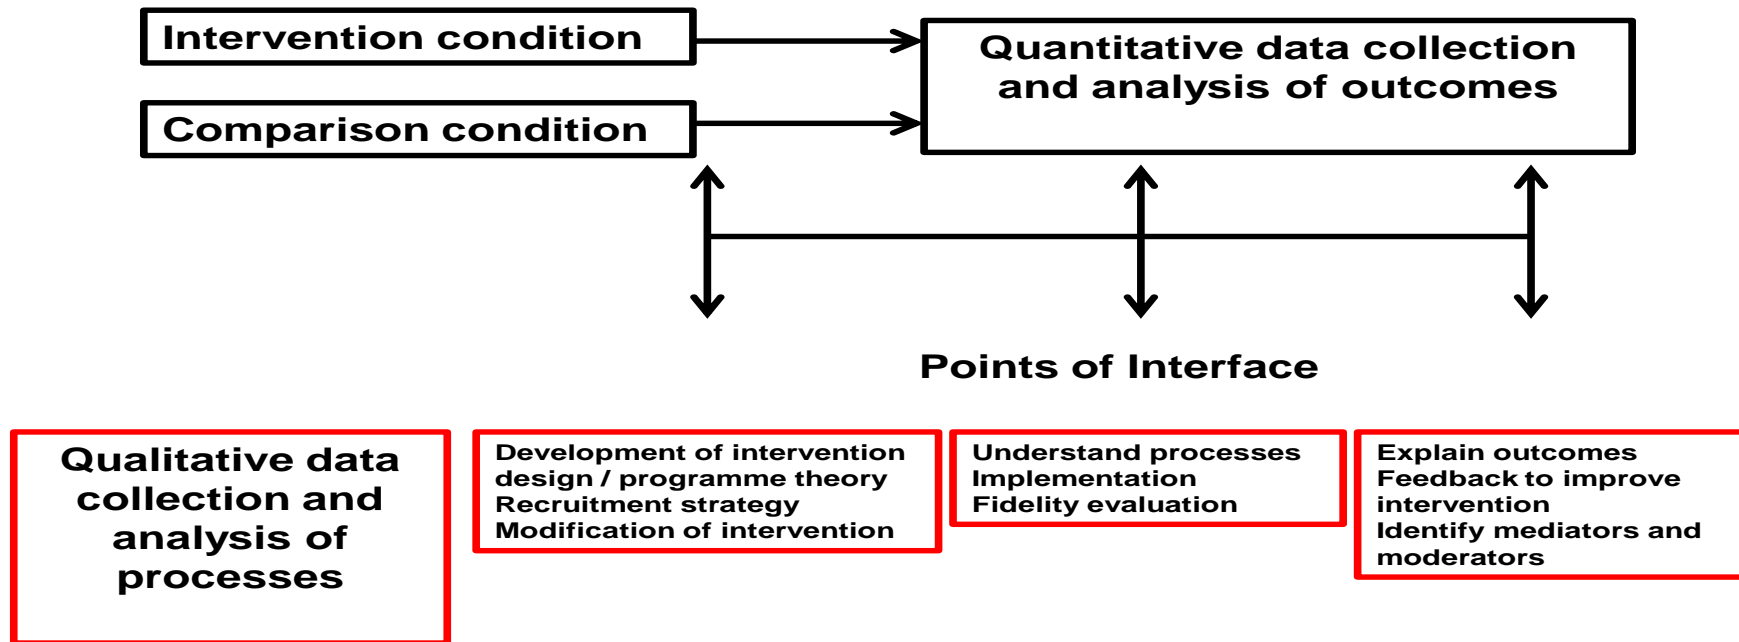 Intervention condition
Comparison condition
Quantitative data collection
and analysis of outcomes
Points of Interface
Qualitative data
collection and
analysis of
processes
Development of intervention
design / programme theory
Recruitment strategy
Modification of intervention
Understand processes
Implementation
Fidelity evaluation
Explain outcomes
Feedback to improve
intervention
Identify mediators and
moderators